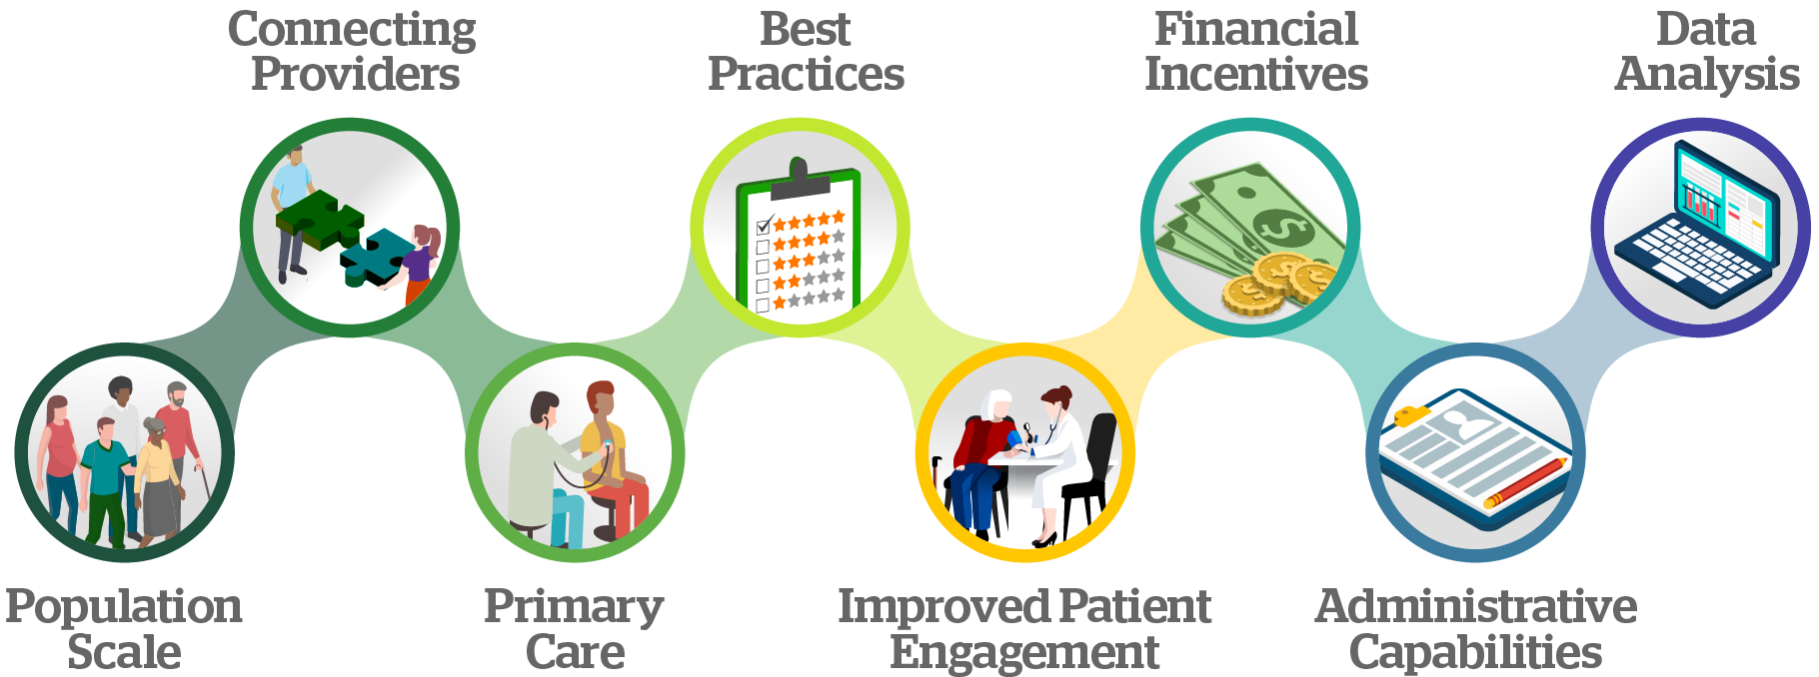 Connecting
Providers
Best
Practices
Financial
Incentives
Data
Analysis
Population
Scale
Primary
Care
Improved Patient
Engagement
Administrative
Capabilities